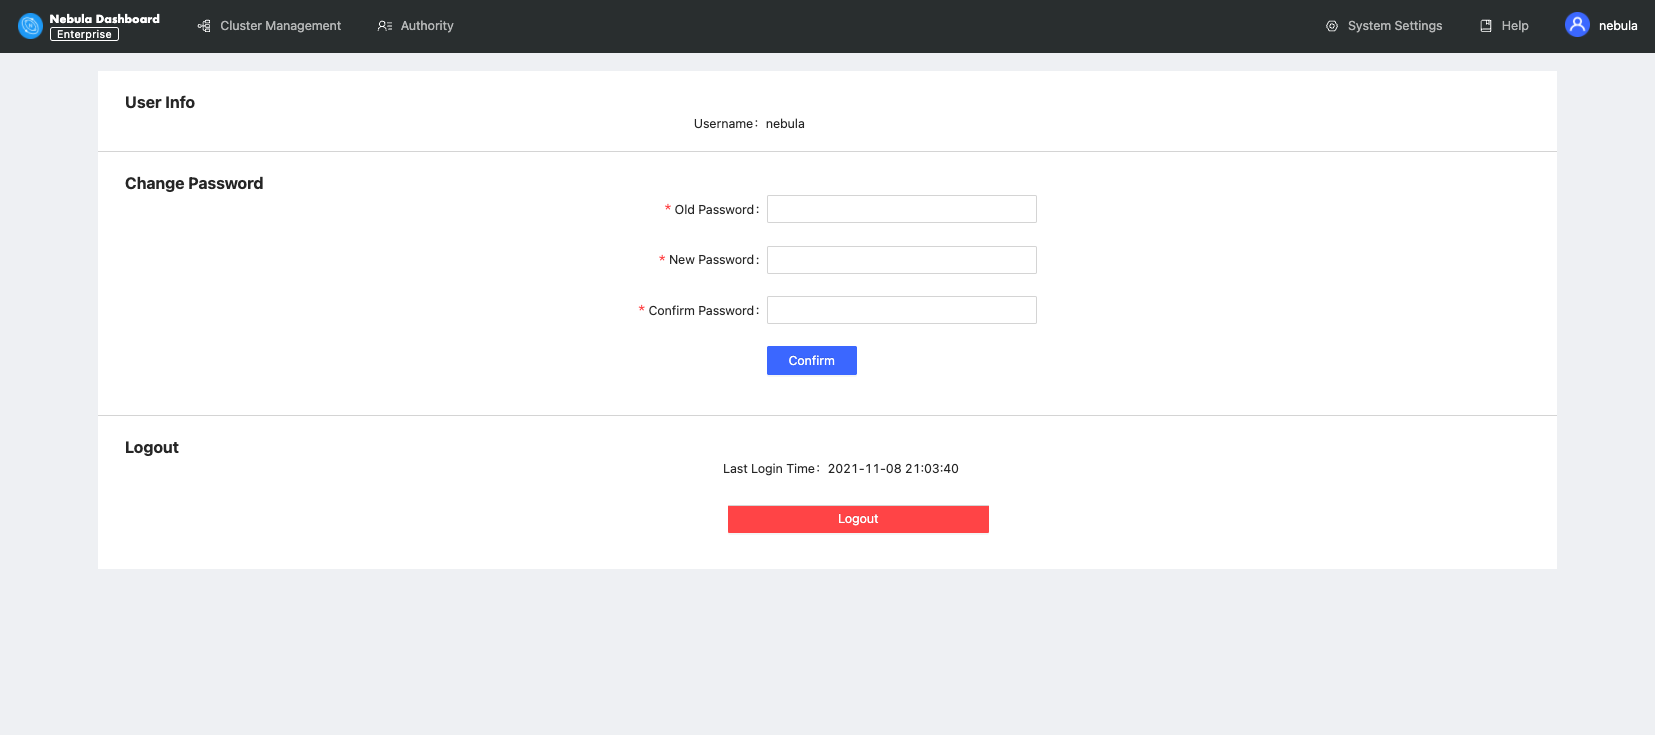 Nebula Dashboard
Enterprise
Cluster Management
Authority
System Settings
Help
nebula
User Info
Username: nebula
Change Password
* Old Password:
* New Password:
* Confirm Password:
Confirm
Logout
Last Login Time: 2021-11-08 21:03:40
Logout